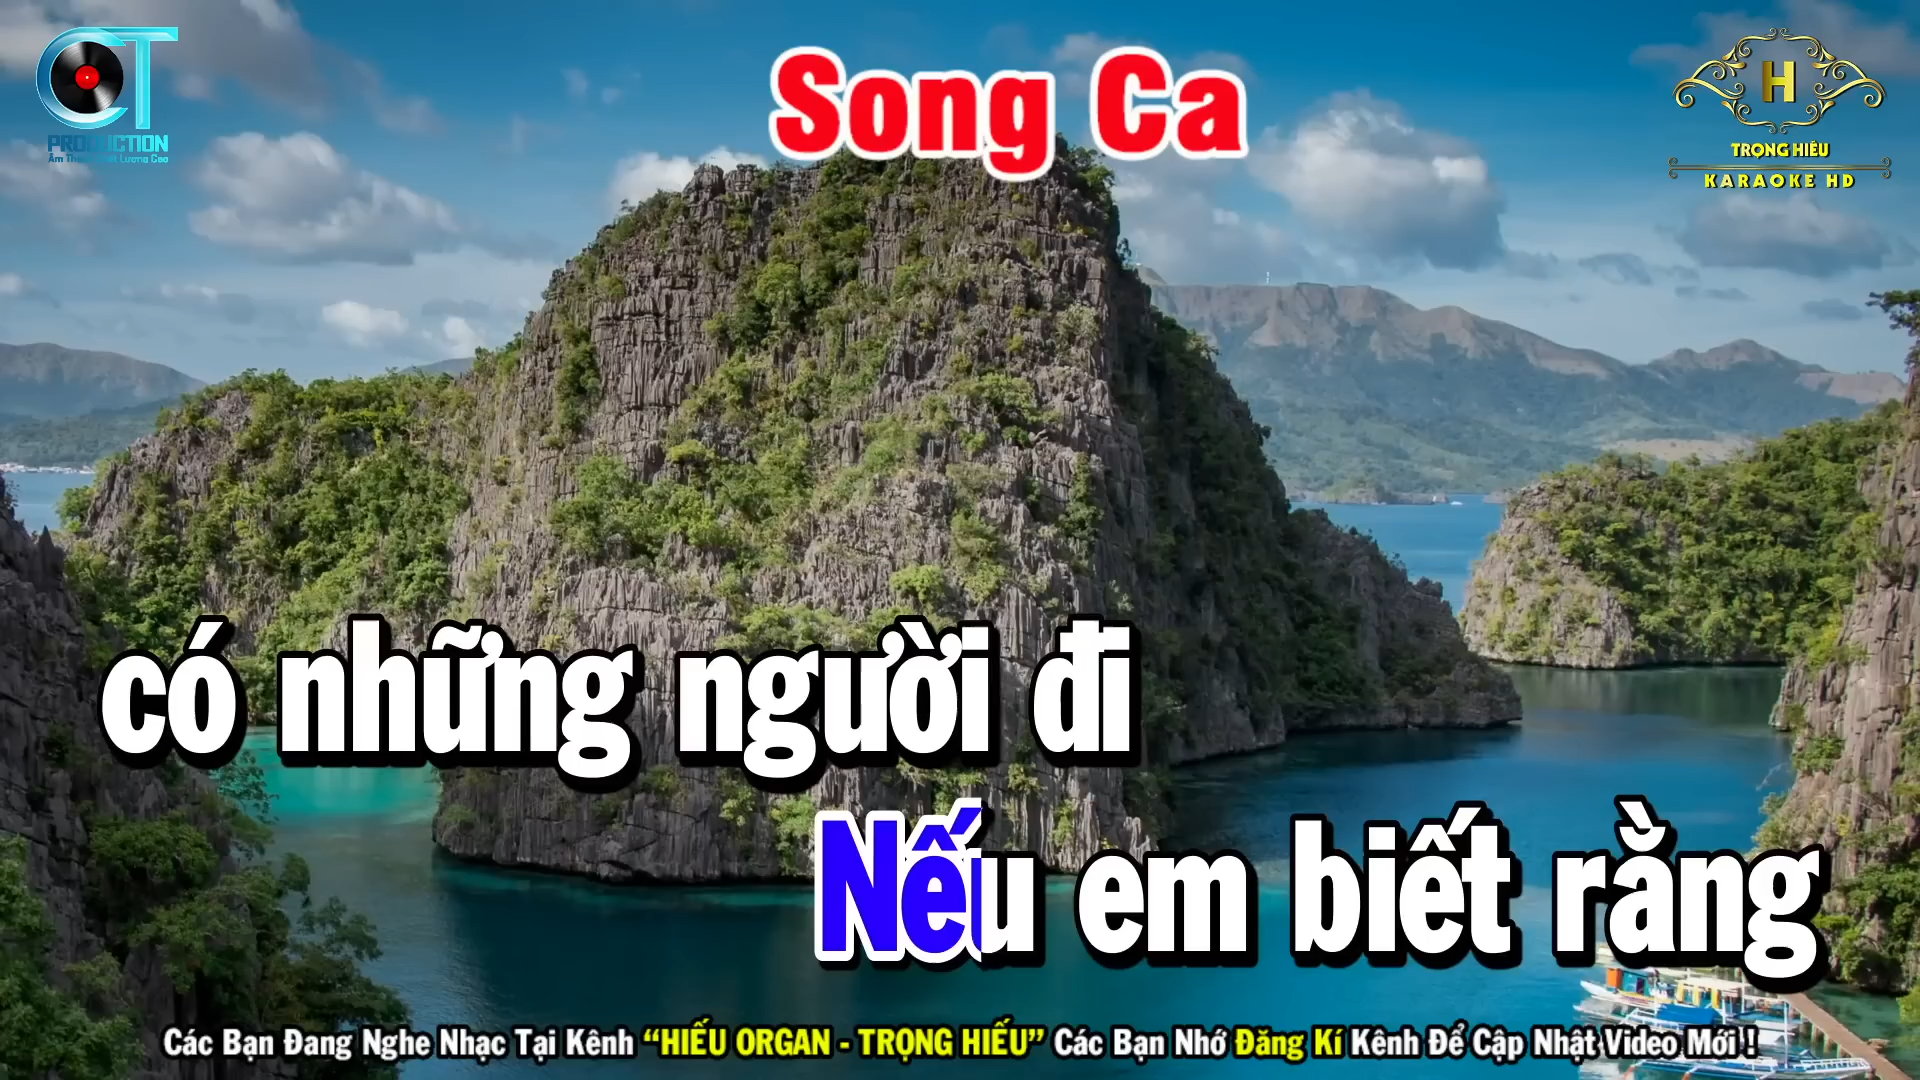 CT
PRODUCTION
Song Ca
H
TRỌNG HIẾU
KARAOKE HD
có những người đi
Nếu em biết rằng
Các Bạn Đang Nghe Nhạc Tại Kênh “HIẾU ORGAN - TRỌNG HIẾU” Các Bạn Nhớ Đăng Kí Kênh Để Cập Nhật Video Mới !